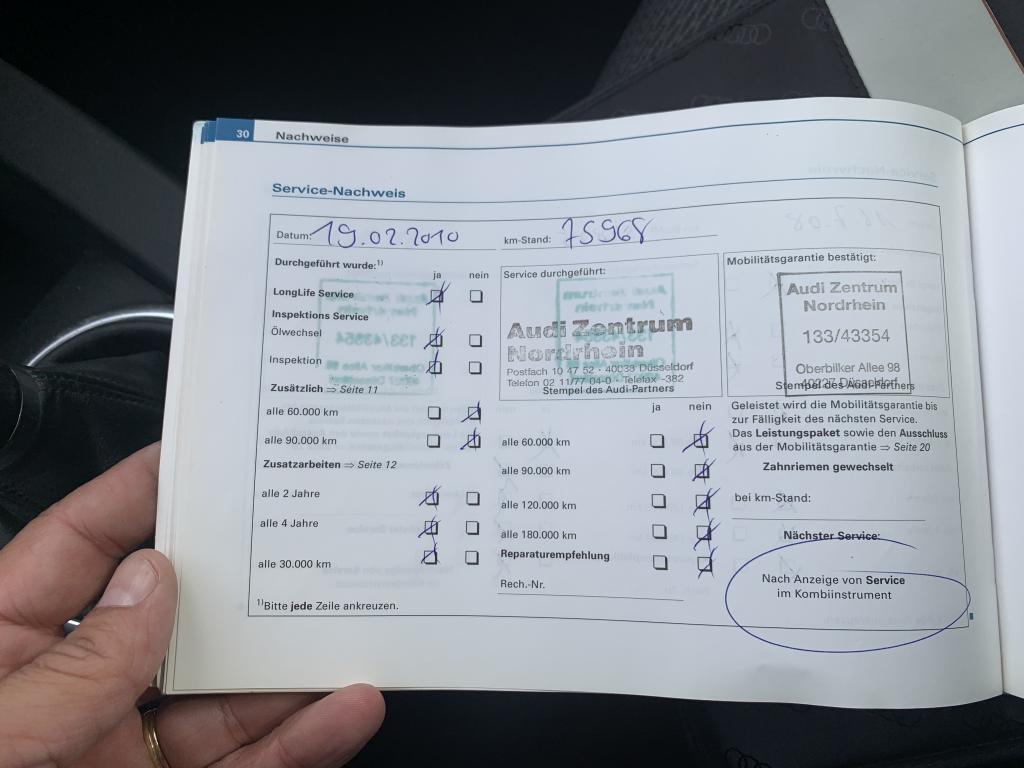 30 Nachweise
Service-Nachweis
Datum: 19.02.2010
km-Stand: 75968
Durchgeführt wurde:1)
ja nein
LongLife Service
Inspektions Service
Ölwechsel
Inspektion
Zusätzlich ⇒ Seite 11
alle 60.000 km
alle 90.000 km
Zusatzarbeiten ⇒ Seite 12
alle 2 Jahre
alle 4 Jahre
alle 30.000 km
1)Bitte jede Zeile ankreuzen.
Service durchgeführt:
Audi Zentrum
Nordrhein
Postfach 10 47 52 · 40038 Düsseldorf
Telefon 02 11/77 04-0 · Telefax -382
Stempel des Audi-Partners
ja nein
alle 60.000 km
alle 90.000 km
alle 120.000 km
alle 180.000 km
Reparaturempfehlung
Rech.-Nr.
Mobilitätsgarantie bestätigt:
Audi Zentrum
Nordrhein
133/43354
Oberbilker Allee 98
40227 Düsseldorf
Stempel des Audi-Partners
Geleistet wird die Mobilitätsgarantie bis
zur Fälligkeit des nächsten Service.
Das Leistungspaket sowie den Ausschluss
aus der Mobilitätsgarantie ⇒ Seite 20
Zahnriemen gewechselt
bei km-Stand:
Nächster Service:
Nach Anzeige von Service
im Kombiinstrument